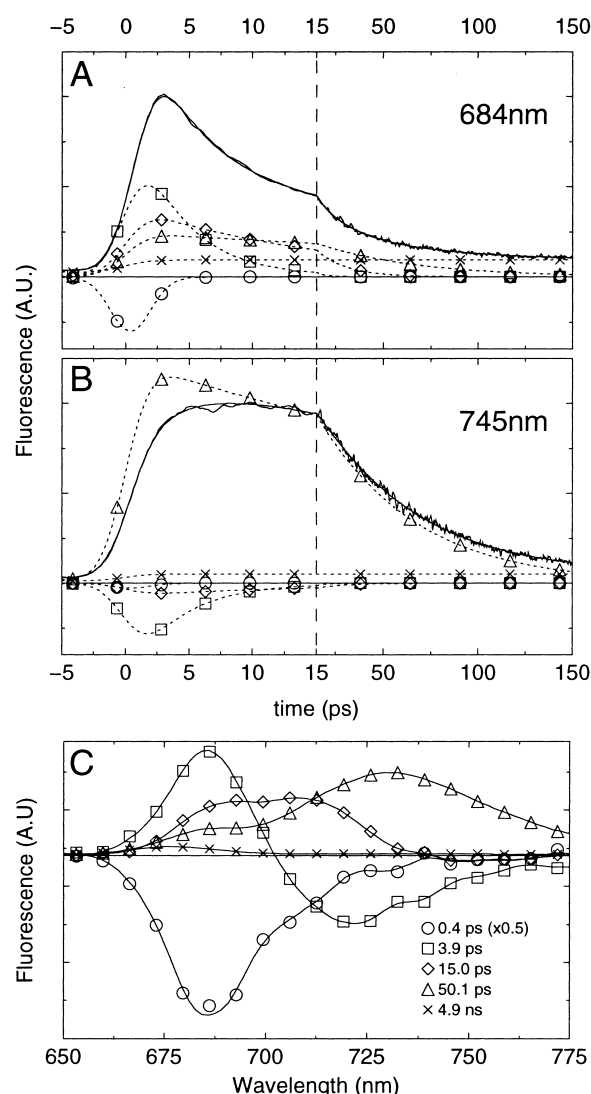 −5 0 5 10 15 50 100 150
A
684nm
B
745nm
Fluorescence (A.U.)
−5 0 5 10 15 50 100 150
time (ps)
C
Fluorescence (A.U)
0.4 ps (x0.5)
3.9 ps
15.0 ps
50.1 ps
4.9 ns
650 675 700 725 750 775
Wavelength (nm)